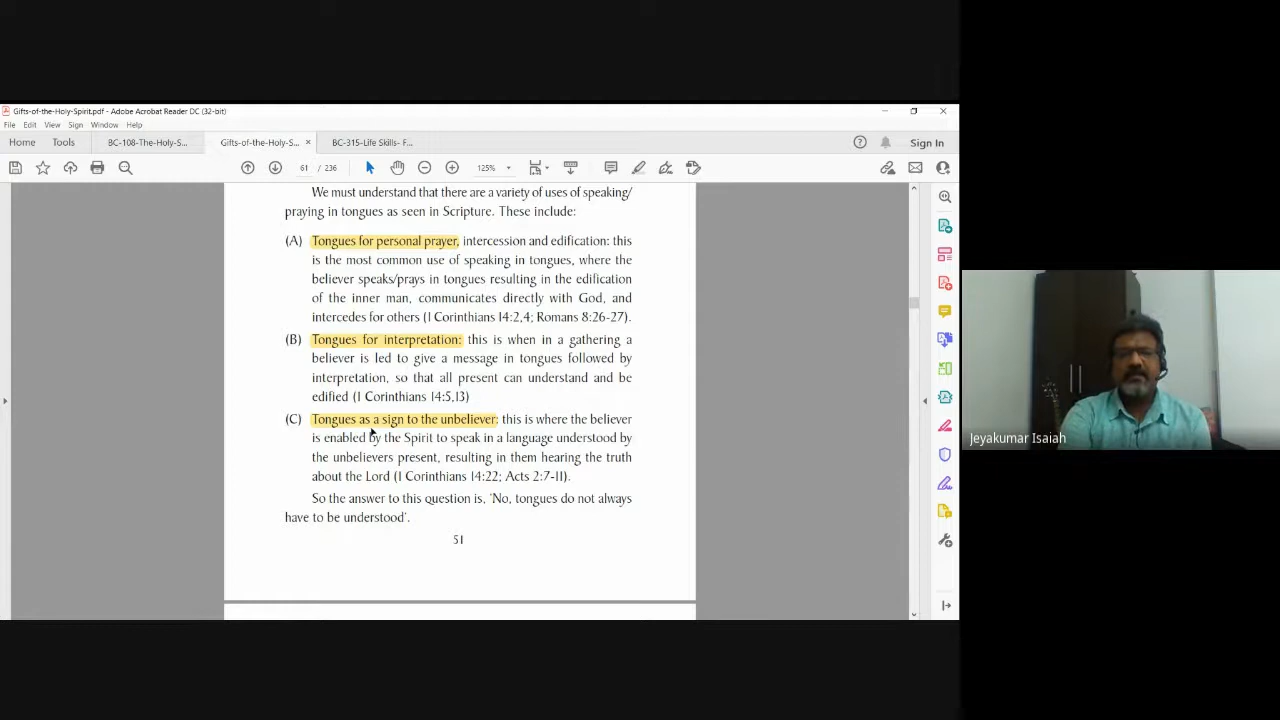 Gifts-of-the-Holy-Spirit.pdf - Adobe Acrobat Reader DC (32-bit)
File Edit View Sign Window Help
Home Tools BC-108-The-Holy-S... Gifts-of-the-Holy-S... × BC-315-Life Skills- F... Sign In
61 / 236 125%
We must understand that there are a variety of uses of speaking/
praying in tongues as seen in Scripture. These include:
(A) Tongues for personal prayer, intercession and edification: this
is the most common use of speaking in tongues, where the
believer speaks/prays in tongues resulting in the edification
of the inner man, communicates directly with God, and
intercedes for others (I Corinthians 14:2,4; Romans 8:26-27).
(B) Tongues for interpretation: this is when in a gathering a
believer is led to give a message in tongues followed by
interpretation, so that all present can understand and be
edified (I Corinthians 14:5,13)
(C) Tongues as a sign to the unbeliever: this is where the believer
is enabled by the Spirit to speak in a language understood by
the unbelievers present, resulting in them hearing the truth
about the Lord (I Corinthians 14:22; Acts 2:7-11).
So the answer to this question is, 'No, tongues do not always
have to be understood'.
51
Jeyakumar Isaiah